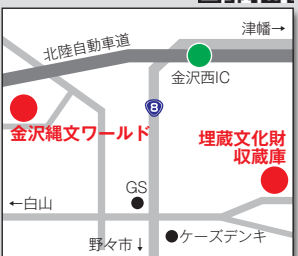 津幡→
北陸自動車道
金沢西IC
8
金沢縄文ワールド
埋蔵文化財
収蔵庫
GS
←白山
ケーズデンキ
野々市↓